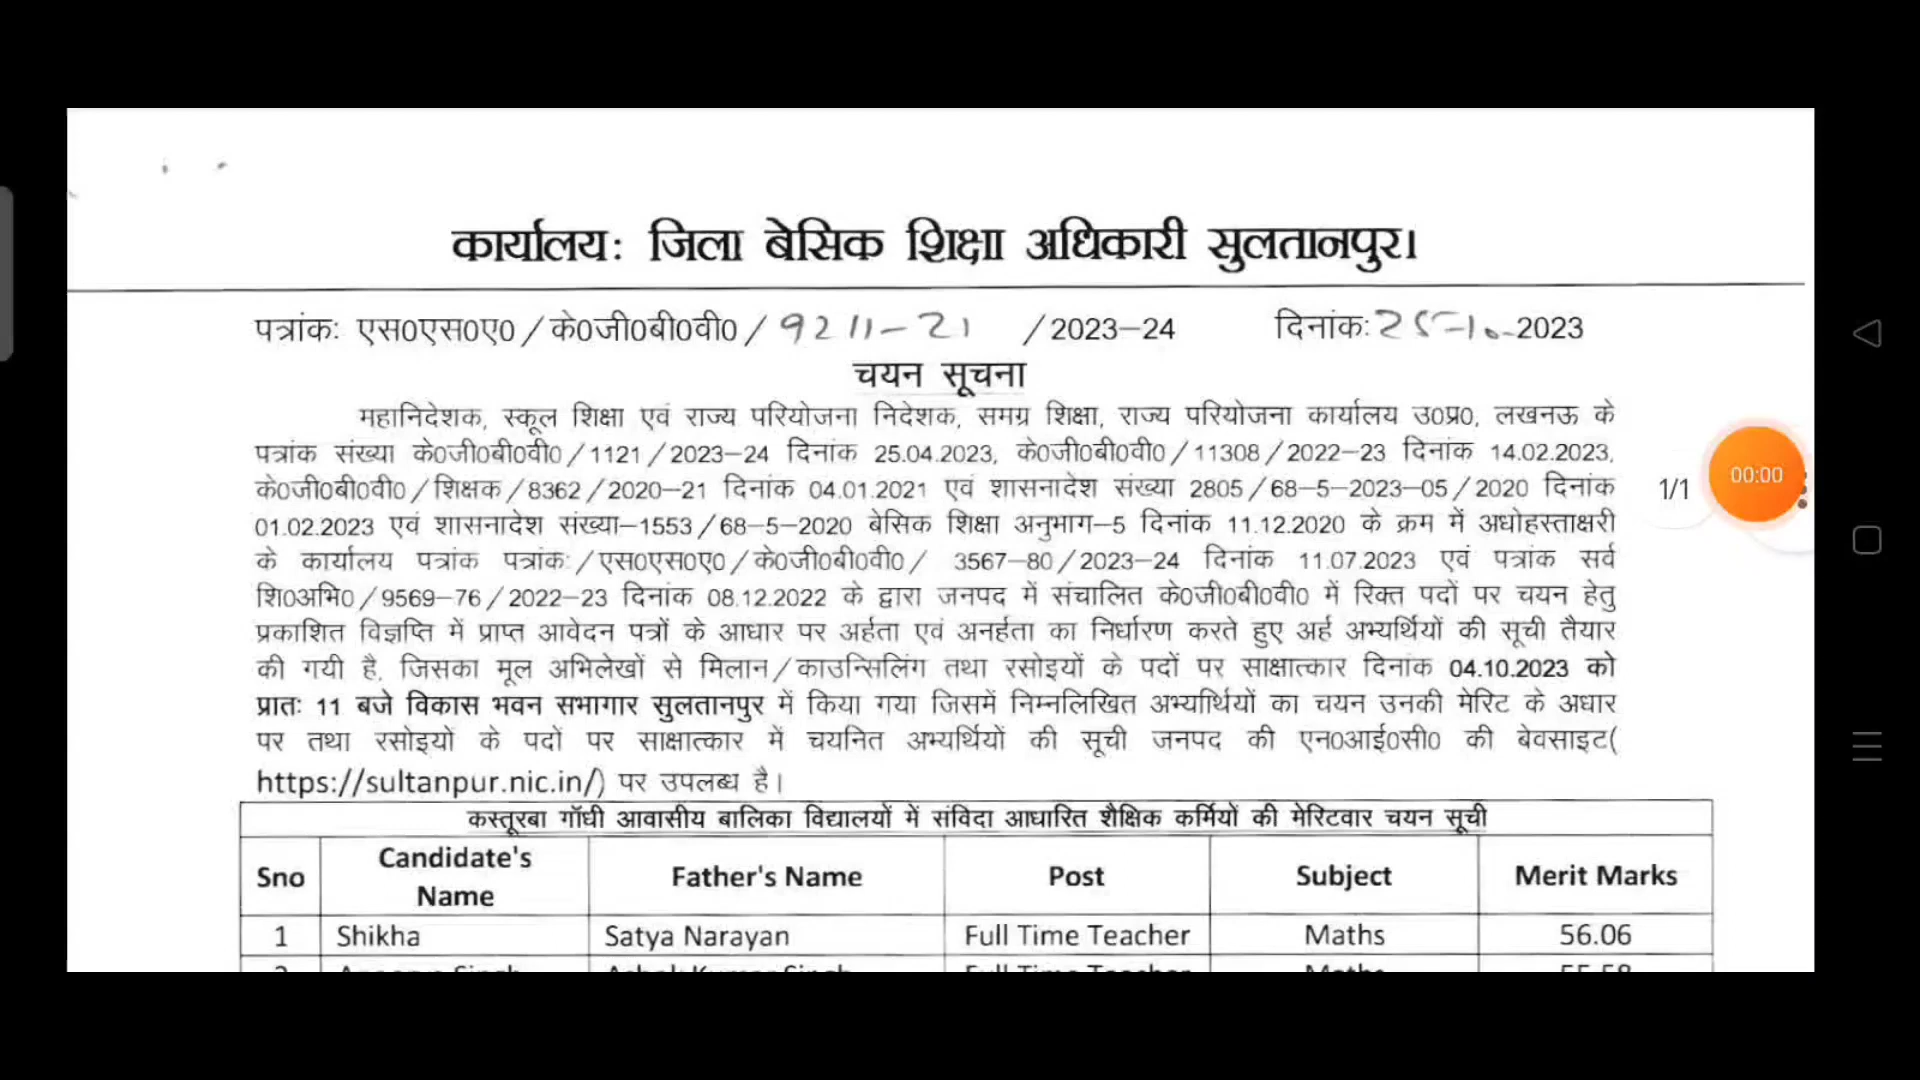 कार्यालय: जिला बेसिक शिक्षा अधिकारी सुलतानपुर।
पत्रांक: एस0एस0ए0 / के0जी0बी0वी0 / 9211-21 / 2023-24 दिनांक: 25-10-2023
चयन सूचना
महानिदेशक, स्कूल शिक्षा एवं राज्य परियोजना निदेशक, समग्र शिक्षा, राज्य परियोजना कार्यालय उ0प्र0, लखनऊ के
पत्रांक संख्या के0जी0बी0वी0 / 1121 / 2023-24 दिनांक 25.04.2023, के0जी0बी0वी0 / 11308 / 2022-23 दिनांक 14.02.2023,
के0जी0बी0वी0 / शिक्षक / 8362 / 2020-21 दिनांक 04.01.2021 एवं शासनादेश संख्या 2805 / 68-5-2023-05 / 2020 दिनांक
01.02.2023 एवं शासनादेश संख्या-1553 / 68-5-2020 बेसिक शिक्षा अनुभाग-5 दिनांक 11.12.2020 के क्रम में अधोहस्ताक्षरी
के कार्यालय पत्रांक पत्रांक: / एस0एस0ए0 / के0जी0बी0वी0 / 3567-80 / 2023-24 दिनांक 11.07.2023 एवं पत्रांक सर्व
शि0अभि0 / 9569-76 / 2022-23 दिनांक 08.12.2022 के द्वारा जनपद में संचालित के0जी0बी0वी0 में रिक्त पदों पर चयन हेतु
प्रकाशित विज्ञप्ति में प्राप्त आवेदन पत्रों के आधार पर अर्हता एवं अनर्हता का निर्धारण करते हुए अर्ह अभ्यर्थियों की सूची तैयार
की गयी है, जिसका मूल अभिलेखों से मिलान / काउन्सिलिंग तथा रसोइयों के पदों पर साक्षात्कार दिनांक 04.10.2023 को
प्रातः 11 बजे विकास भवन सभागार सुलतानपुर में किया गया जिसमें निम्नलिखित अभ्यार्थियों का चयन उनकी मेरिट के अधार
पर तथा रसोइयों के पदों पर साक्षात्कार में चयनित अभ्यर्थियों की सूची जनपद की एन0आई0सी0 की बेवसाइट(
https://sultanpur.nic.in/) पर उपलब्ध है।
कस्तूरबा गॉधी आवासीय बालिका विद्यालयों में संविदा आधारित शैक्षिक कर्मियों की मेरिटवार चयन सूची
Sno Candidate's Name Father's Name Post Subject Merit Marks
1 Shikha Satya Narayan Full Time Teacher Maths 56.06
1/1
00:00